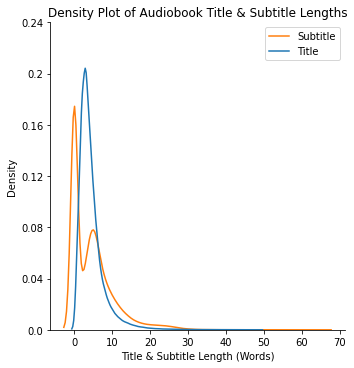 Density Plot of Audiobook Title & Subtitle Lengths
0.24
0.2
0.16
0.12
0.08
0.04
0.0
Density
Subtitle
Title
0 10 20 30 40 50 60 70
Title & Subtitle Length (Words)